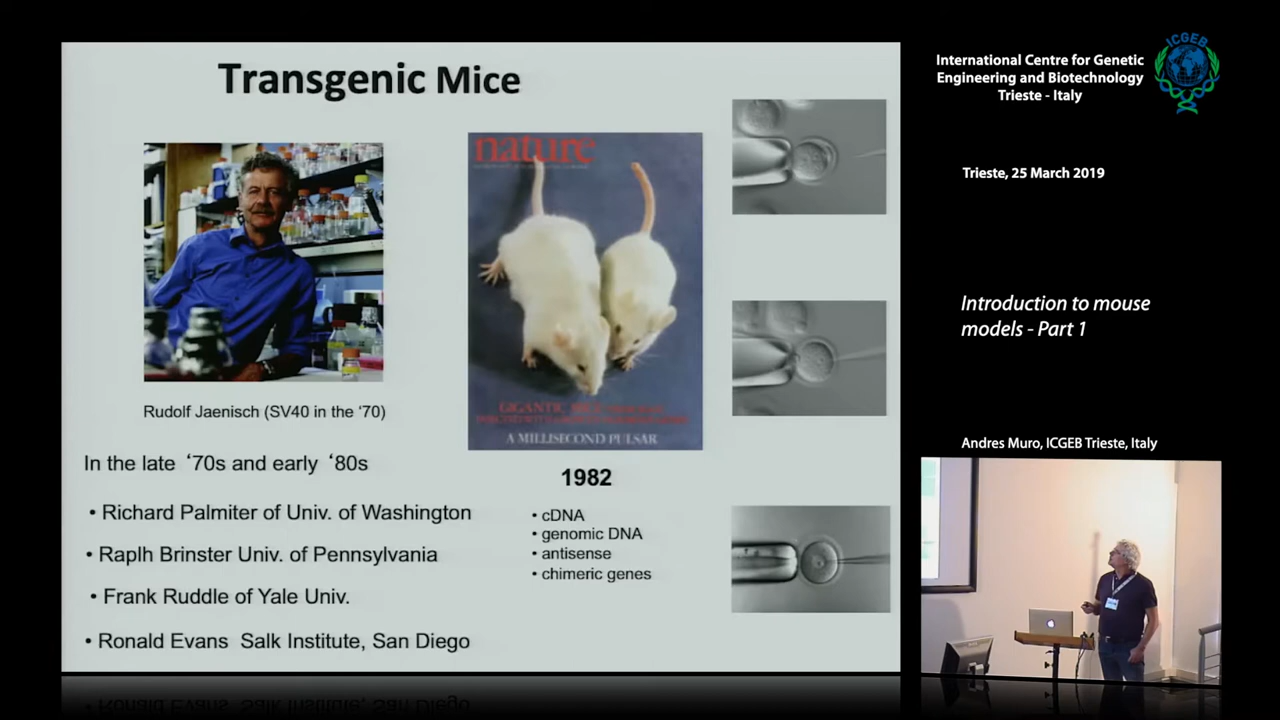 Transgenic Mice
nature
GIGANTIC MICE
A MILLISECOND PULSAR
Rudolf Jaenisch (SV40 in the ‘70)
1982
In the late ‘70s and early ‘80s
• Richard Palmiter of Univ. of Washington
• Raplh Brinster Univ. of Pennsylvania
• Frank Ruddle of Yale Univ.
• Ronald Evans Salk Institute, San Diego
• cDNA
• genomic DNA
• antisense
• chimeric genes
International Centre for Genetic
Engineering and Biotechnology
Trieste - Italy
ICGEB
Trieste, 25 March 2019
Introduction to mouse
models - Part 1
Andres Muro, ICGEB Trieste, Italy